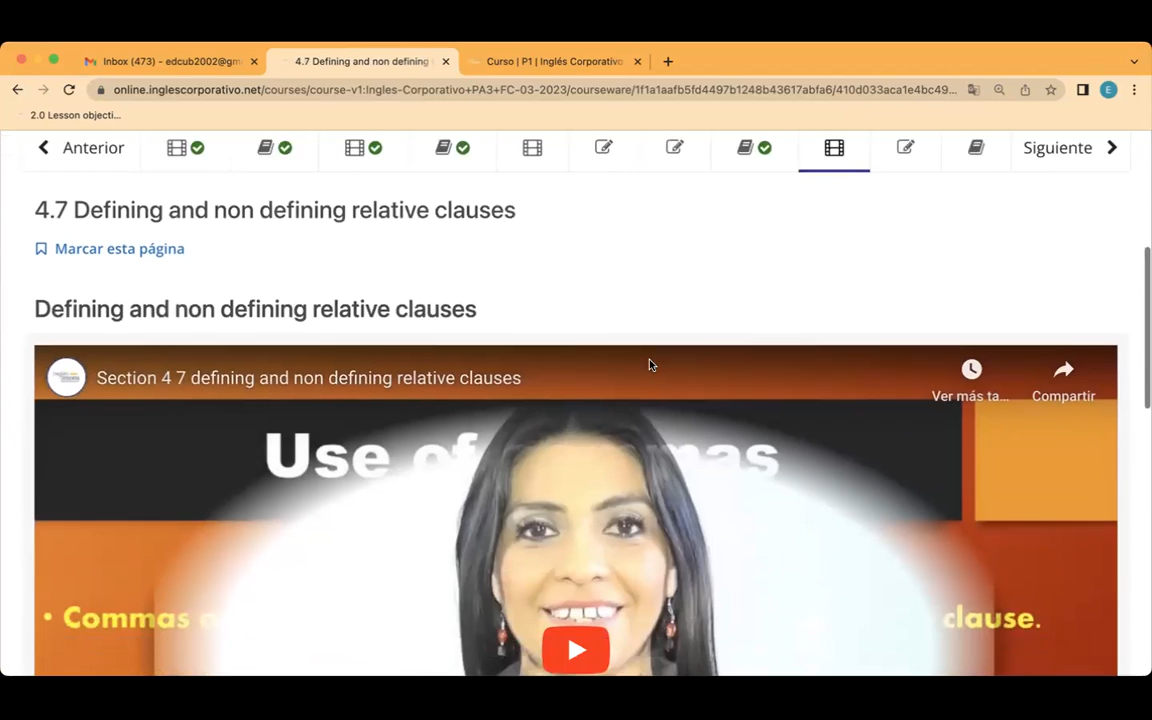 Inbox (473) - edcub2002@gm
4.7 Defining and non defining
Curso | P1 | Inglés Corporativo
online.inglescorporativo.net/courses/course-v1:Ingles-Corporativo+PA3+FC-03-2023/courseware/1f1a1aafb5fd4497b1248b43617abfa6/410d033aca1e4bc49...
E
2.0 Lesson objecti...
Anterior
Siguiente
4.7 Defining and non defining relative clauses
Marcar esta página
Defining and non defining relative clauses
Section 4 7 defining and non defining relative clauses
Ver más ta...
Compartir
Use of
• Commas
clause.